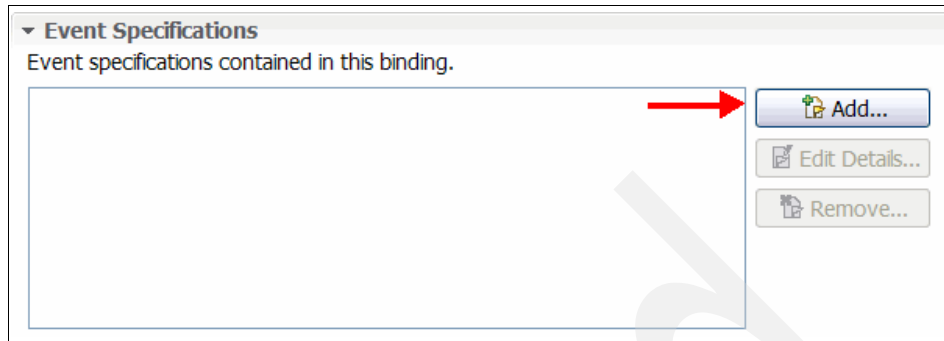 Event Specifications
Event specifications contained in this binding.
Add...
Edit Details...
Remove...